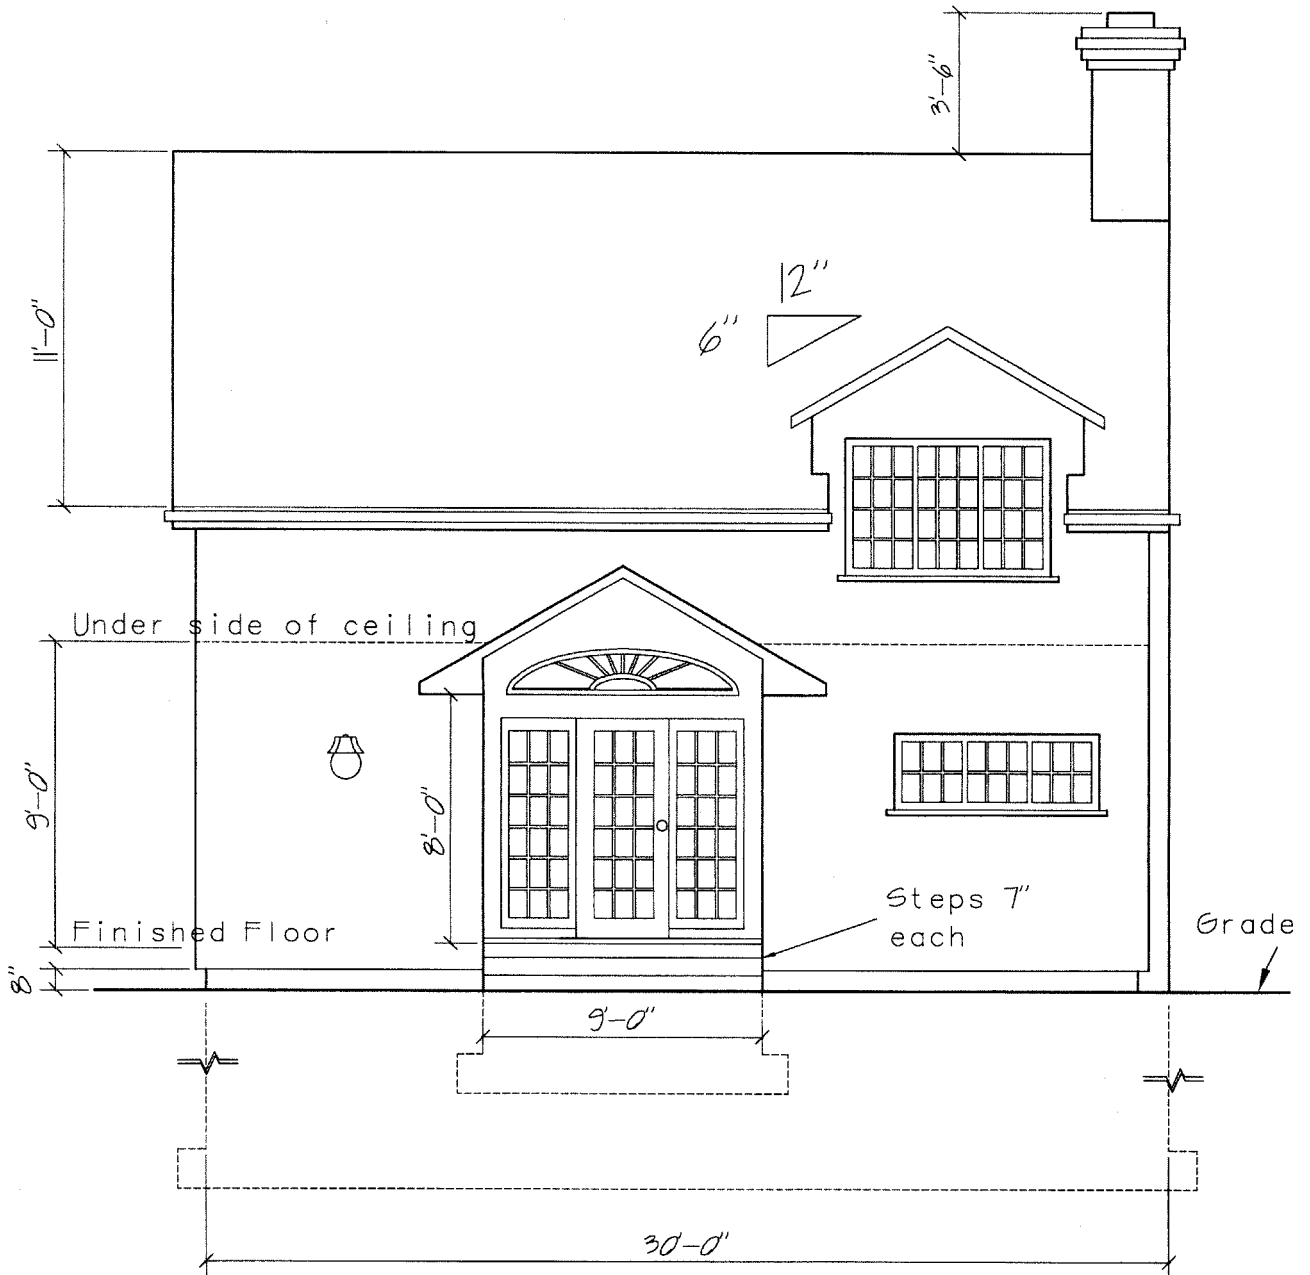 3'-6"
11'-0"
12"
6"
Under side of ceiling
9'-0"
8'-0"
Steps 7"
each
Finished Floor
Grade
8"
9'-0"
30'-0"